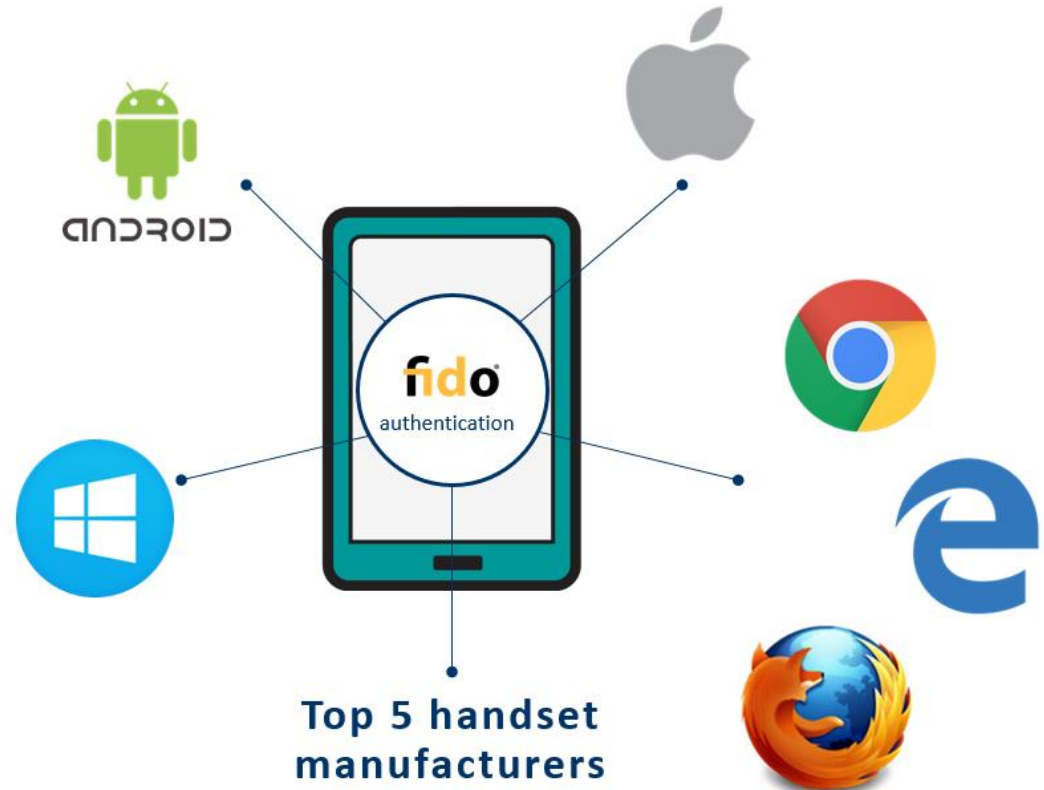 ANDROID
fido
authentication
Top 5 handset
manufacturers